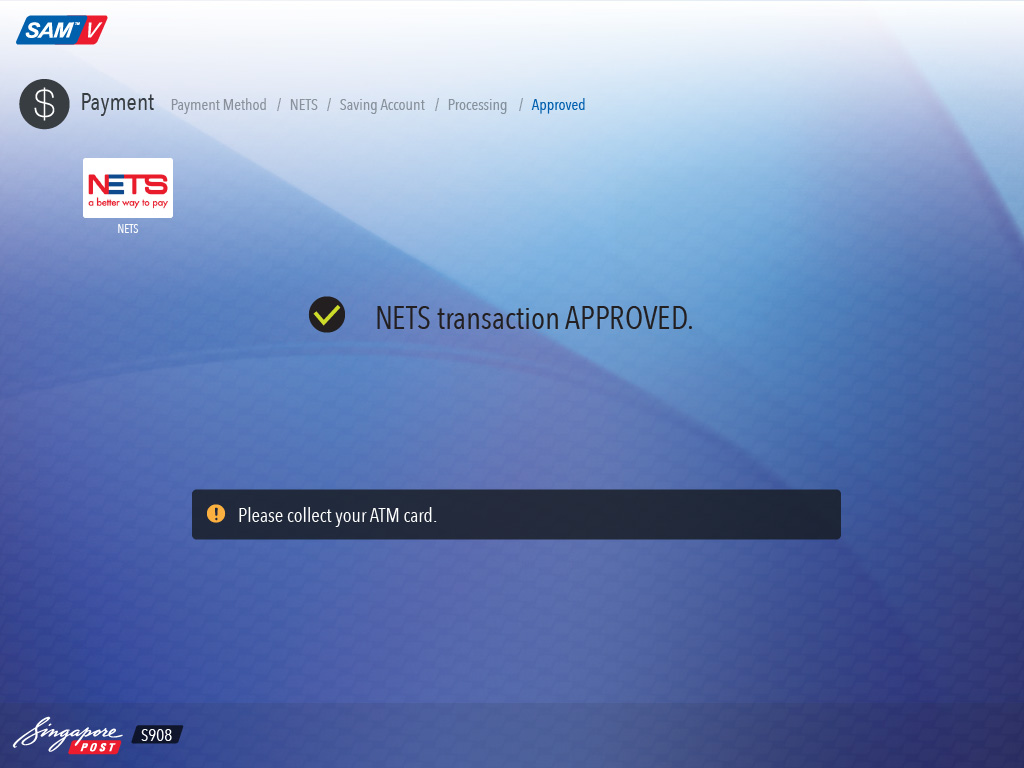 SAM™ V
Payment Payment Method / NETS / Saving Account / Processing / Approved
NETS
a better way to pay
NETS
NETS transaction APPROVED.
Please collect your ATM card.
Singapore
POST
S908